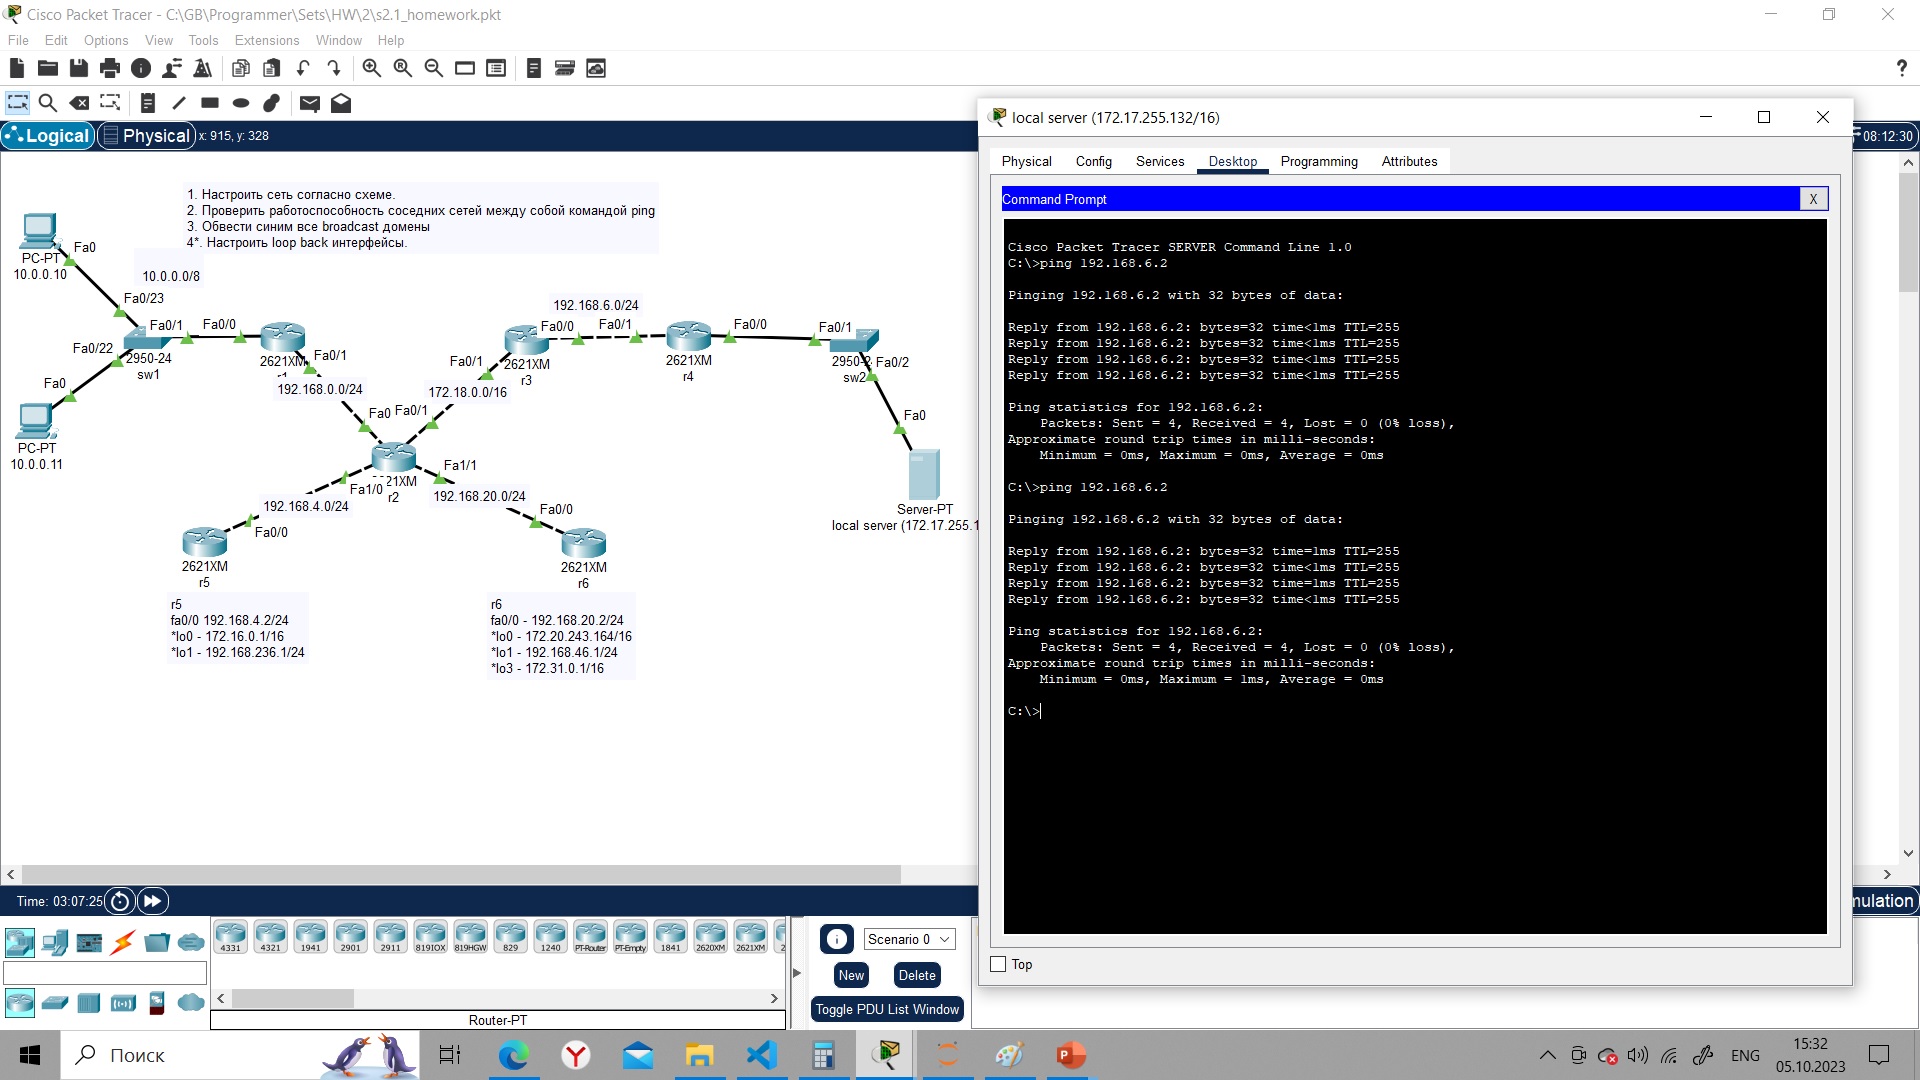 Cisco Packet Tracer - C:\GB\Programmer\Sets\HW\2\s2.1_homework.pkt
File Edit Options View Tools Extensions Window Help
?
Logical Physical x: 915, y: 328
08:12:30
1. Настроить сеть согласно схеме.
2. Проверить работоспособность соседних сетей между собой командой ping
3. Обвести синим все broadcast домены
4*. Настроить loop back интерфейсы.
Fa0
PC-PT
10.0.0.10
10.0.0.0/8
Fa0/23
Fa0/1
Fa0/0
Fa0/22
2950-24
sw1
2621XM
Fa0/1
192.168.0.0/24
Fa0
PC-PT
10.0.0.11
192.168.6.0/24
Fa0/0
Fa0/1
Fa0/0
Fa0/1
Fa0/1
2621XM
r3
2621XM
r4
2950-2
sw2
Fa0/2
172.18.0.0/16
Fa0
Fa0/1
Fa0
21XM
r2
Fa1/1
Fa1/0
192.168.4.0/24
192.168.20.0/24
Fa0/0
Fa0/0
Server-PT
local server (172.17.255.1
2621XM
r5
2621XM
r6
r5
fa0/0 192.168.4.2/24
*lo0 - 172.16.0.1/16
*lo1 - 192.168.236.1/24
r6
fa0/0 - 192.168.20.2/24
*lo0 - 172.20.243.164/16
*lo1 - 192.168.46.1/24
*lo3 - 172.31.0.1/16
local server (172.17.255.132/16)
Physical Config Services Desktop Programming Attributes
Command Prompt
X
Cisco Packet Tracer SERVER Command Line 1.0
C:\>ping 192.168.6.2
Pinging 192.168.6.2 with 32 bytes of data:
Reply from 192.168.6.2: bytes=32 time<1ms TTL=255
Reply from 192.168.6.2: bytes=32 time<1ms TTL=255
Reply from 192.168.6.2: bytes=32 time<1ms TTL=255
Reply from 192.168.6.2: bytes=32 time<1ms TTL=255
Ping statistics for 192.168.6.2:
Packets: Sent = 4, Received = 4, Lost = 0 (0% loss),
Approximate round trip times in milli-seconds:
Minimum = 0ms, Maximum = 0ms, Average = 0ms
C:\>ping 192.168.6.2
Pinging 192.168.6.2 with 32 bytes of data:
Reply from 192.168.6.2: bytes=32 time=1ms TTL=255
Reply from 192.168.6.2: bytes=32 time<1ms TTL=255
Reply from 192.168.6.2: bytes=32 time=1ms TTL=255
Reply from 192.168.6.2: bytes=32 time<1ms TTL=255
Ping statistics for 192.168.6.2:
Packets: Sent = 4, Received = 4, Lost = 0 (0% loss),
Approximate round trip times in milli-seconds:
Minimum = 0ms, Maximum = 1ms, Average = 0ms
C:\>
Top
Time: 03:07:25
mulation
4331 4321 1941 2901 2911 819IOX 819HGW 829 1240 PT-Router PT-Empty 1841 2620XM 2621XM 2
Scenario 0
New
Delete
Toggle PDU List Window
Router-PT
Поиск
ENG
15:32
05.10.2023